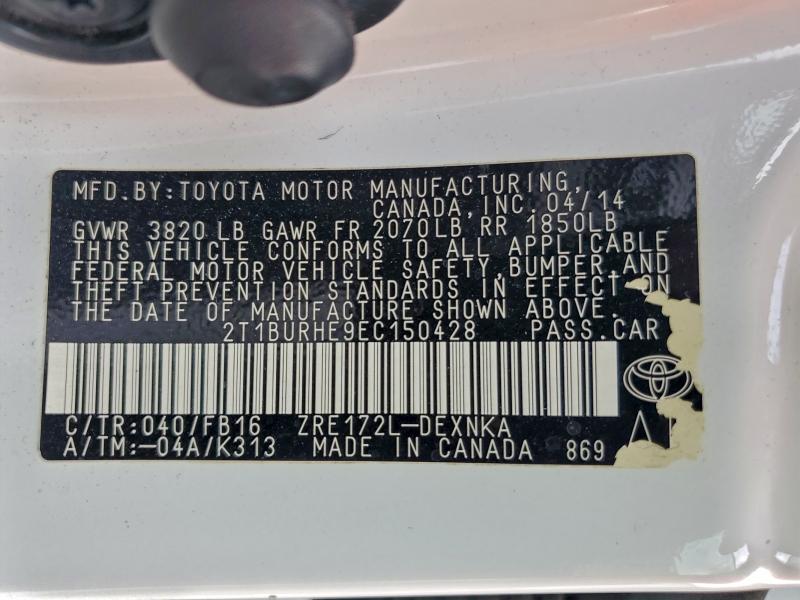 MFD.BY:TOYOTA MOTOR MANUFACTURING,
CANADA,INC. 04/14
GVWR 3820 LB GAWR FR 2070LB RR 1850LB
THIS VEHICLE CONFORMS TO ALL APPLICABLE
FEDERAL MOTOR VEHICLE SAFETY,BUMPER,AND
THEFT PREVENTION STANDARDS IN EFFECT ON
THE DATE OF MANUFACTURE SHOWN ABOVE.
2T1BURHE9EC150428 PASS.CAR
C/TR:040/FB16 ZRE172L-DEXNKA
A/TM:-04A/K313 MADE IN CANADA 869